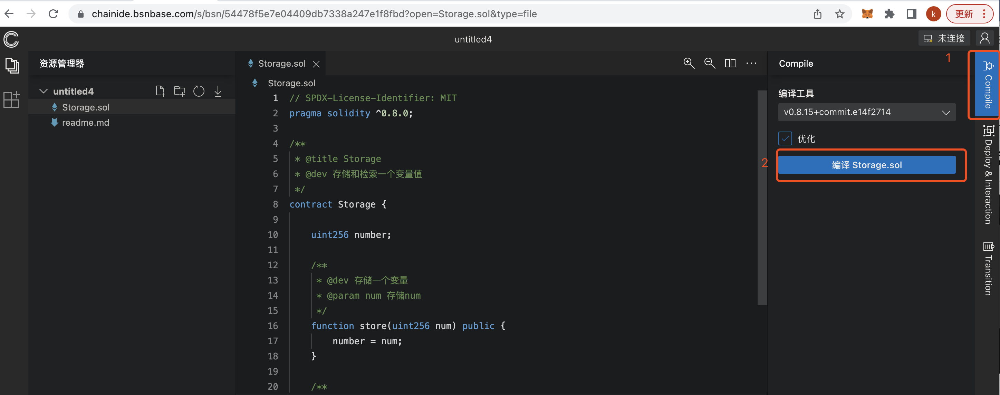 chainide.bsnbase.com/s/bsn/54478f5e7e04409db7338a247e1f8fbd?open=Storage.sol&type=file
k
更新
untitled4
未连接
资源管理器
untitled4
Storage.sol
readme.md
Storage.sol
Storage.sol
1 // SPDX-License-Identifier: MIT
2 pragma solidity ^0.8.0;
3
4 /**
5 * @title Storage
6 * @dev 存储和检索一个变量值
7 */
8 contract Storage {
9
10 uint256 number;
11
12 /**
13 * @dev 存储一个变量
14 * @param num 存储num
15 */
16 function store(uint256 num) public {
17 number = num;
18 }
19
20 /**
Compile
1
编译工具
v0.8.15+commit.e14f2714
优化
2
编译 Storage.sol
Compile
Deploy & Interaction
Transition